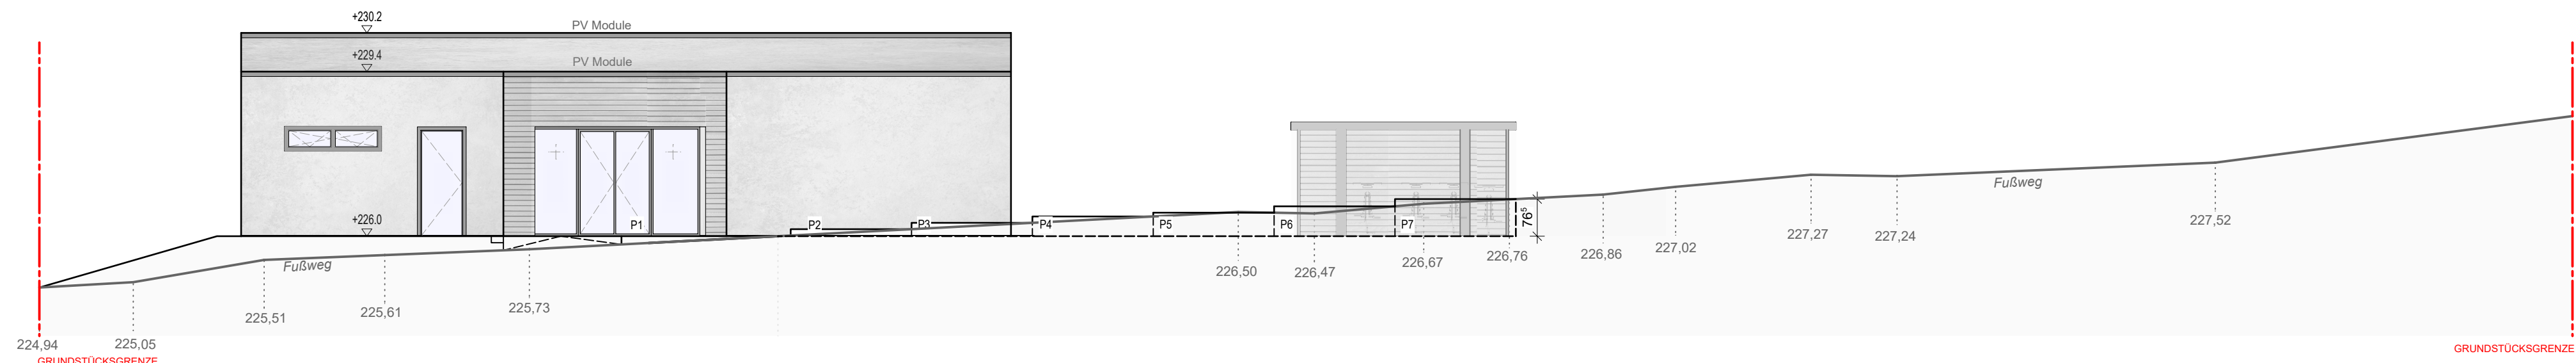 +230.2
PV Module
+229.4
PV Module
+226.0
P1
P2
P3
P4
P5
P6
P7
76⁵
Fußweg
Fußweg
224,94
225,05
225,51
225,61
225,73
226,50
226,47
226,67
226,76
226,86
227,02
227,27
227,24
227,52
GRUNDSTÜCKSGRENZE
GRUNDSTÜCKSGRENZE